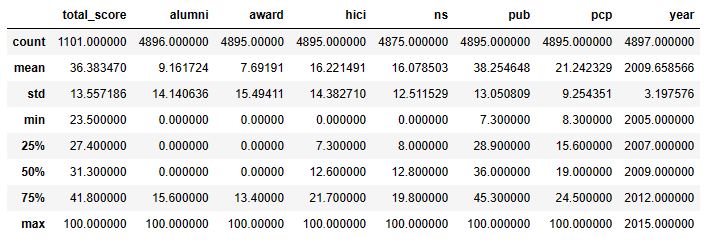 total_score alumni award hici ns pub pcp year
count 1101.000000 4896.000000 4895.00000 4895.000000 4875.000000 4895.000000 4895.000000 4897.000000
mean 36.383470 9.161724 7.69191 16.221491 16.078503 38.254648 21.242329 2009.658566
std 13.557186 14.140636 15.49411 14.382710 12.511529 13.050809 9.254351 3.197576
min 23.500000 0.000000 0.00000 0.000000 0.000000 7.300000 8.300000 2005.000000
25% 27.400000 0.000000 0.00000 7.300000 8.000000 28.900000 15.600000 2007.000000
50% 31.300000 0.000000 0.00000 12.600000 12.800000 36.000000 19.000000 2009.000000
75% 41.800000 15.600000 13.40000 21.700000 19.800000 45.300000 24.500000 2012.000000
max 100.000000 100.000000 100.00000 100.000000 100.000000 100.000000 100.000000 2015.000000